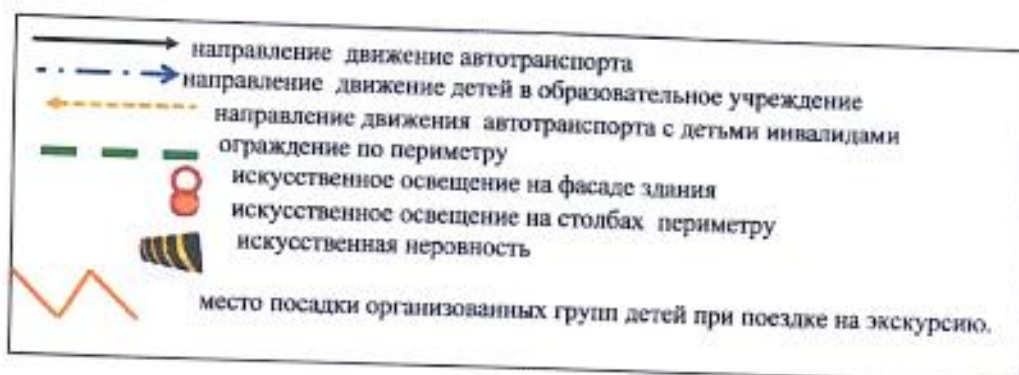 направление движение автотранспорта
направление движение детей в образовательное учреждение
направление движения автотранспорта с детьми инвалидами
ограждение по периметру
искусственное освещение на фасаде здания
искусственное освещение на столбах периметру
искусственная неровность
место посадки организованных групп детей при поездке на экскурсию.